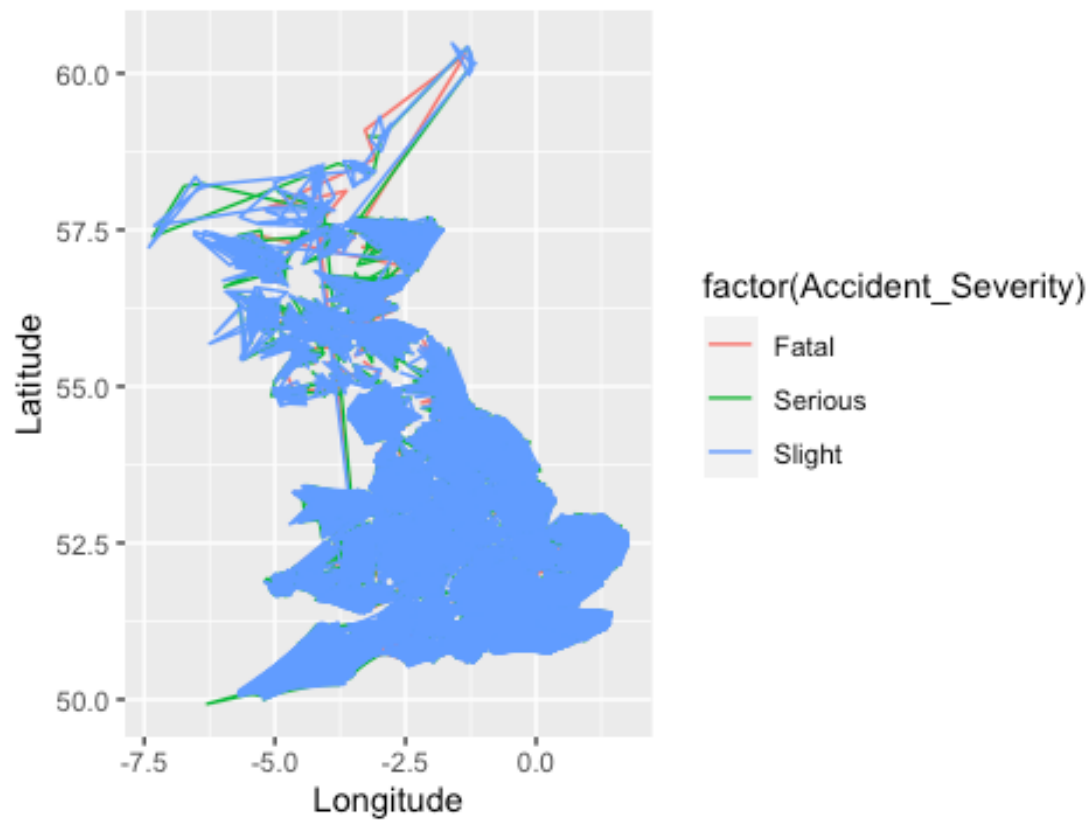 60.0
57.5
55.0
52.5
50.0
Latitude
-7.5 -5.0 -2.5 0.0
Longitude
factor(Accident_Severity)
Fatal
Serious
Slight